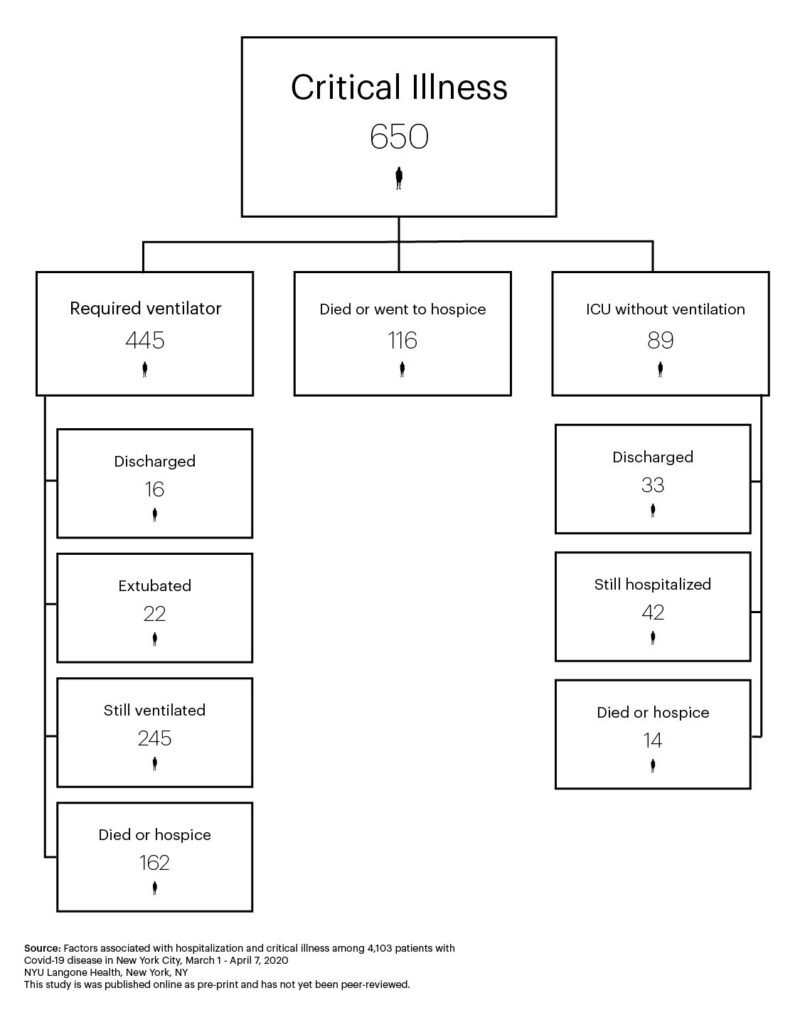 Critical Illness
650
Required ventilator
445
Died or went to hospice
116
ICU without ventilation
89
Discharged
16
Extubated
22
Still ventilated
245
Died or hospice
162
Discharged
33
Still hospitalized
42
Died or hospice
14
Source: Factors associated with hospitalization and critical illness among 4,103 patients with
Covid-19 disease in New York City, March 1 - April 7, 2020
NYU Langone Health, New York, NY
This study is was published online as pre-print and has not yet been peer-reviewed.